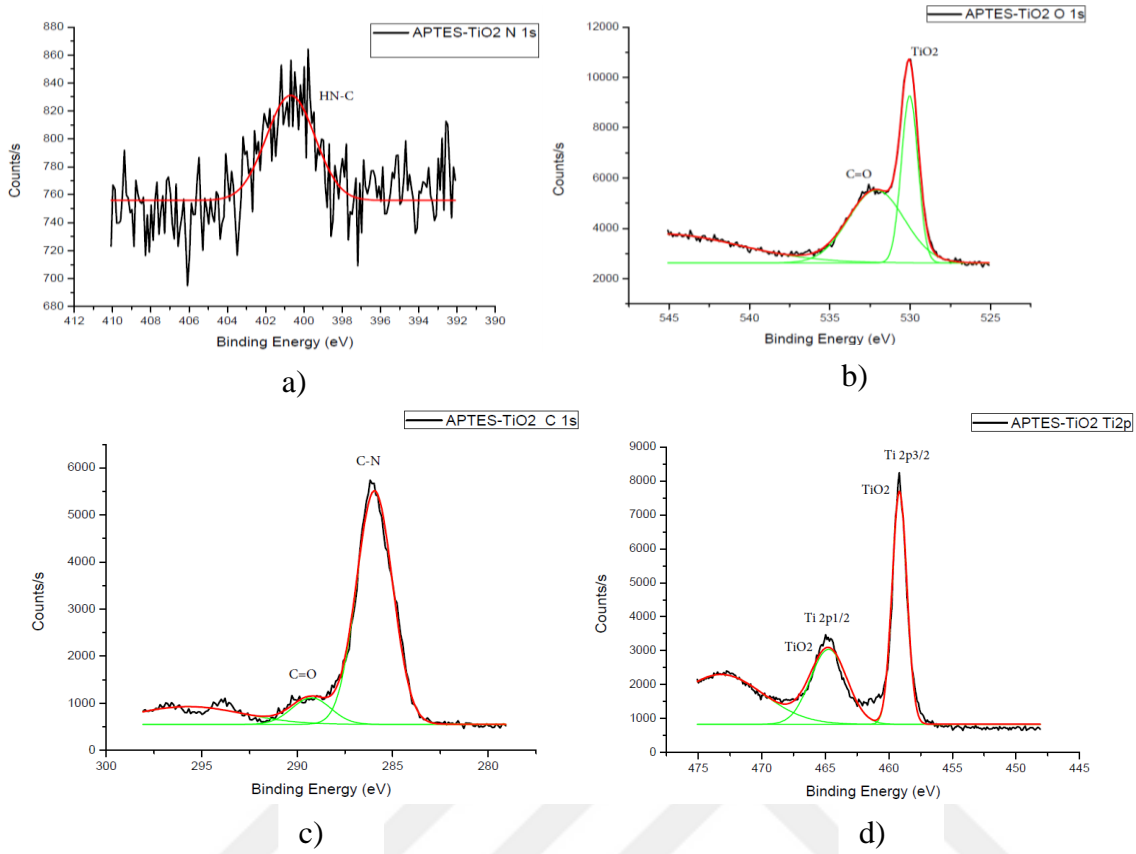 APTES-TiO2 N 1s
880
860
840
820
800
780
760
740
720
700
680
HN-C
Counts/s
412 410 408 406 404 402 400 398 396 394 392 390
Binding Energy (eV)
a)
APTES-TiO2 O 1s
12000
10000
8000
6000
4000
2000
TiO2
C=O
Counts/s
545 540 535 530 525
Binding Energy (eV)
b)
APTES-TiO2 C 1s
6000
5000
4000
3000
2000
1000
0
C-N
C=O
Counts/s
300 295 290 285 280
Binding Energy (eV)
c)
APTES-TiO2 Ti2p
9000
8000
7000
6000
5000
4000
3000
2000
1000
0
Ti 2p3/2
TiO2
Ti 2p1/2
TiO2
Counts/s
475 470 465 460 455 450 445
Binding Energy (eV)
d)